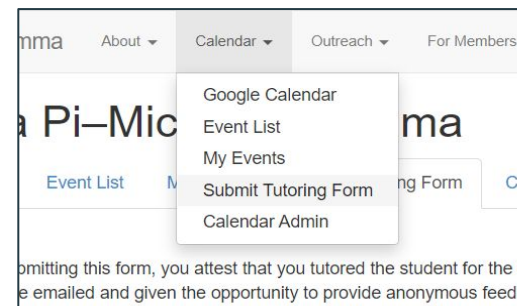 About Calendar Outreach For Members
Google Calendar
Event List
My Events
Submit Tutoring Form
Calendar Admin
Pi–Mic ma
Event List ng Form
omitting this form, you attest that you tutored the student for the
e emailed and given the opportunity to provide anonymous feed